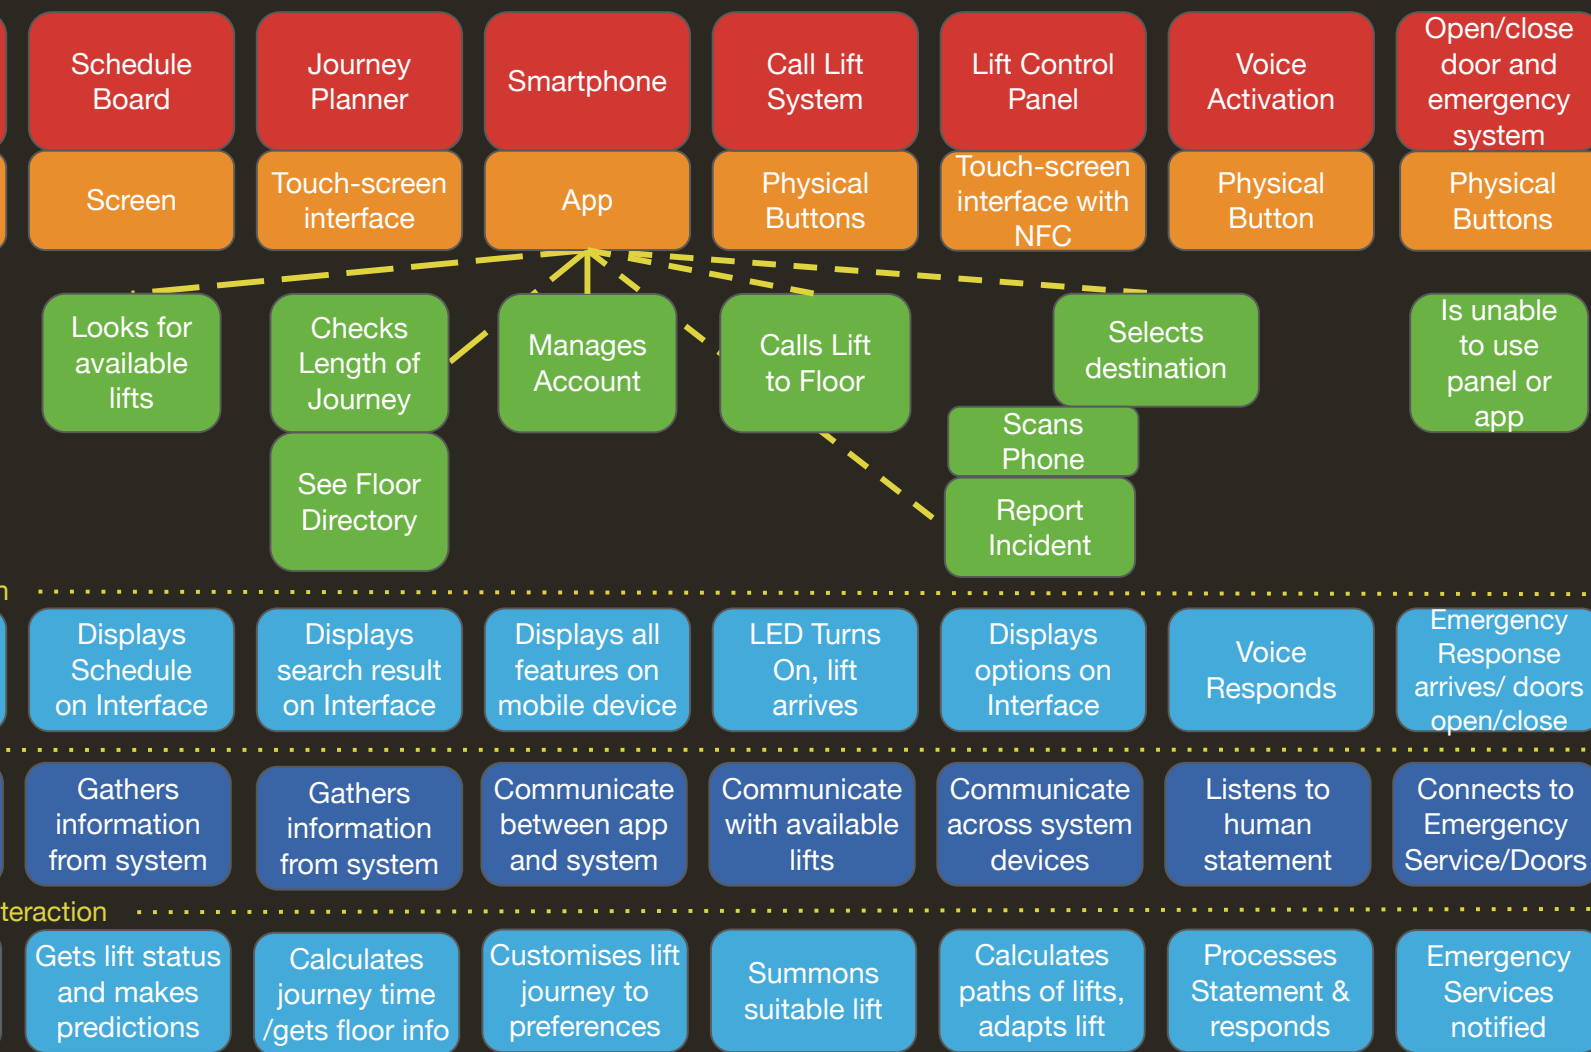 Schedule
Board
Journey
Planner
Smartphone
Call Lift
System
Lift Control
Panel
Voice
Activation
Open/close
door and
emergency
system
Screen
Touch-screen
interface
App
Physical
Buttons
Touch-screen
interface with
NFC
Physical
Button
Physical
Buttons
Looks for
available
lifts
Checks
Length of
Journey
Manages
Account
Calls Lift
to Floor
Selects
destination
Is unable
to use
panel or
app
See Floor
Directory
Scans
Phone
Report
Incident
n
Displays
Schedule
on Interface
Displays
search result
on Interface
Displays all
features on
mobile device
LED Turns
On, lift
arrives
Displays
options on
Interface
Voice
Responds
Emergency
Response
arrives/ doors
open/close
Gathers
information
from system
Gathers
information
from system
Communicate
between app
and system
Communicate
with available
lifts
Communicate
across system
devices
Listens to
human
statement
Connects to
Emergency
Service/Doors
teraction
Gets lift status
and makes
predictions
Calculates
journey time
/gets floor info
Customises lift
journey to
preferences
Summons
suitable lift
Calculates
paths of lifts,
adapts lift
Processes
Statement &
responds
Emergency
Services
notified